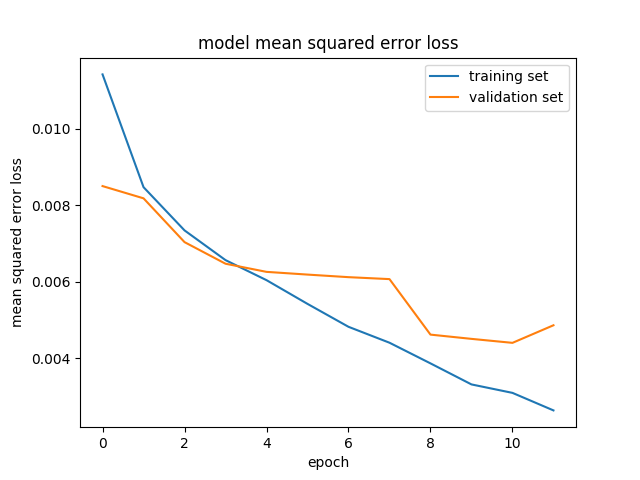 model mean squared error loss
training set
validation set
0.010
0.008
0.006
0.004
mean squared error loss
0 2 4 6 8 10
epoch